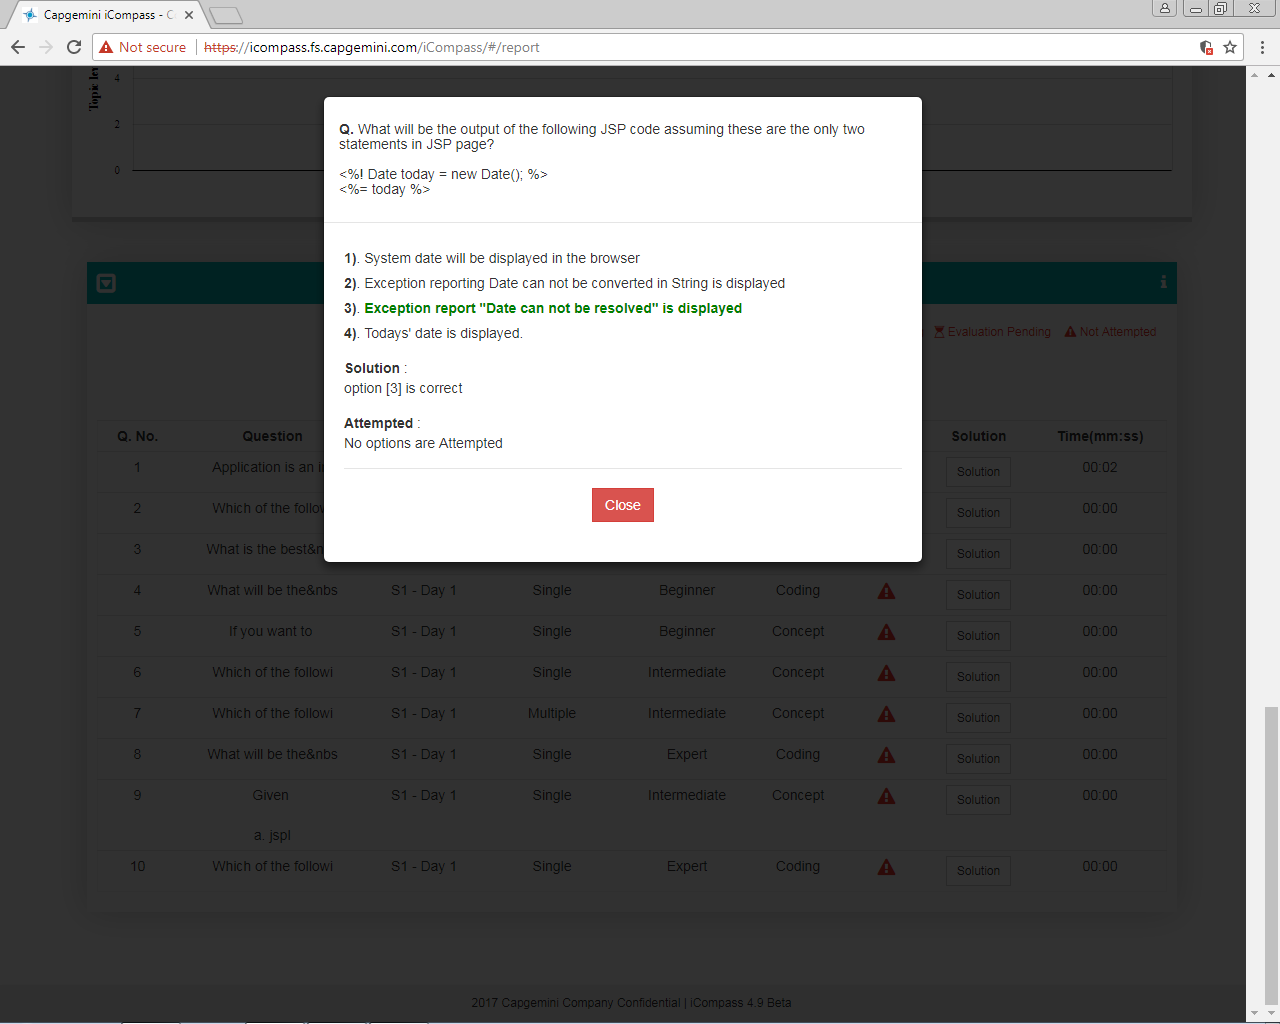 Capgemini iCompass - C
Not secure
https://icompass.fs.capgemini.com/iCompass/#/report
4
2
0
Topic lev
Q. What will be the output of the following JSP code assuming these are the only two
statements in JSP page?
<%! Date today = new Date(); %>
<%= today %>
1). System date will be displayed in the browser
2). Exception reporting Date can not be converted in String is displayed
3). Exception report "Date can not be resolved" is displayed
4). Todays' date is displayed.
Solution :
option [3] is correct
Attempted :
No options are Attempted
Close
Evaluation Pending Not Attempted
Q. No. Question Solution Time(mm:ss)
1 Application is an i Solution 00:02
2 Which of the follow Solution 00:00
3 What is the best&n Solution 00:00
4 What will be the&nbs S1 - Day 1 Single Beginner Coding Solution 00:00
5 If you want to S1 - Day 1 Single Beginner Concept Solution 00:00
6 Which of the followi S1 - Day 1 Single Intermediate Concept Solution 00:00
7 Which of the followi S1 - Day 1 Multiple Intermediate Concept Solution 00:00
8 What will be the&nbs S1 - Day 1 Single Expert Coding Solution 00:00
9 Given S1 - Day 1 Single Intermediate Concept Solution 00:00
a. jspl
10 Which of the followi S1 - Day 1 Single Expert Coding Solution 00:00
2017 Capgemini Company Confidential | iCompass 4.9 Beta